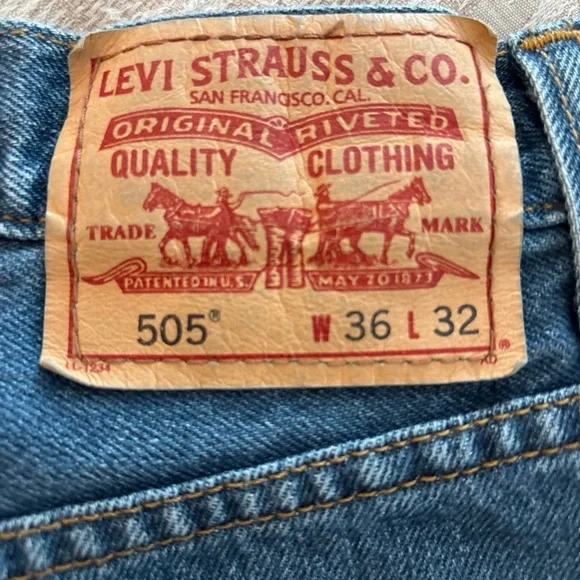 LEVI STRAUSS & CO.
SAN FRANCISCO, CAL.
ORIGINAL RIVETED
QUALITY CLOTHING
TRADE MARK
PATENTED IN U.S. MAY 20 1873
505® W 36 L 32
®